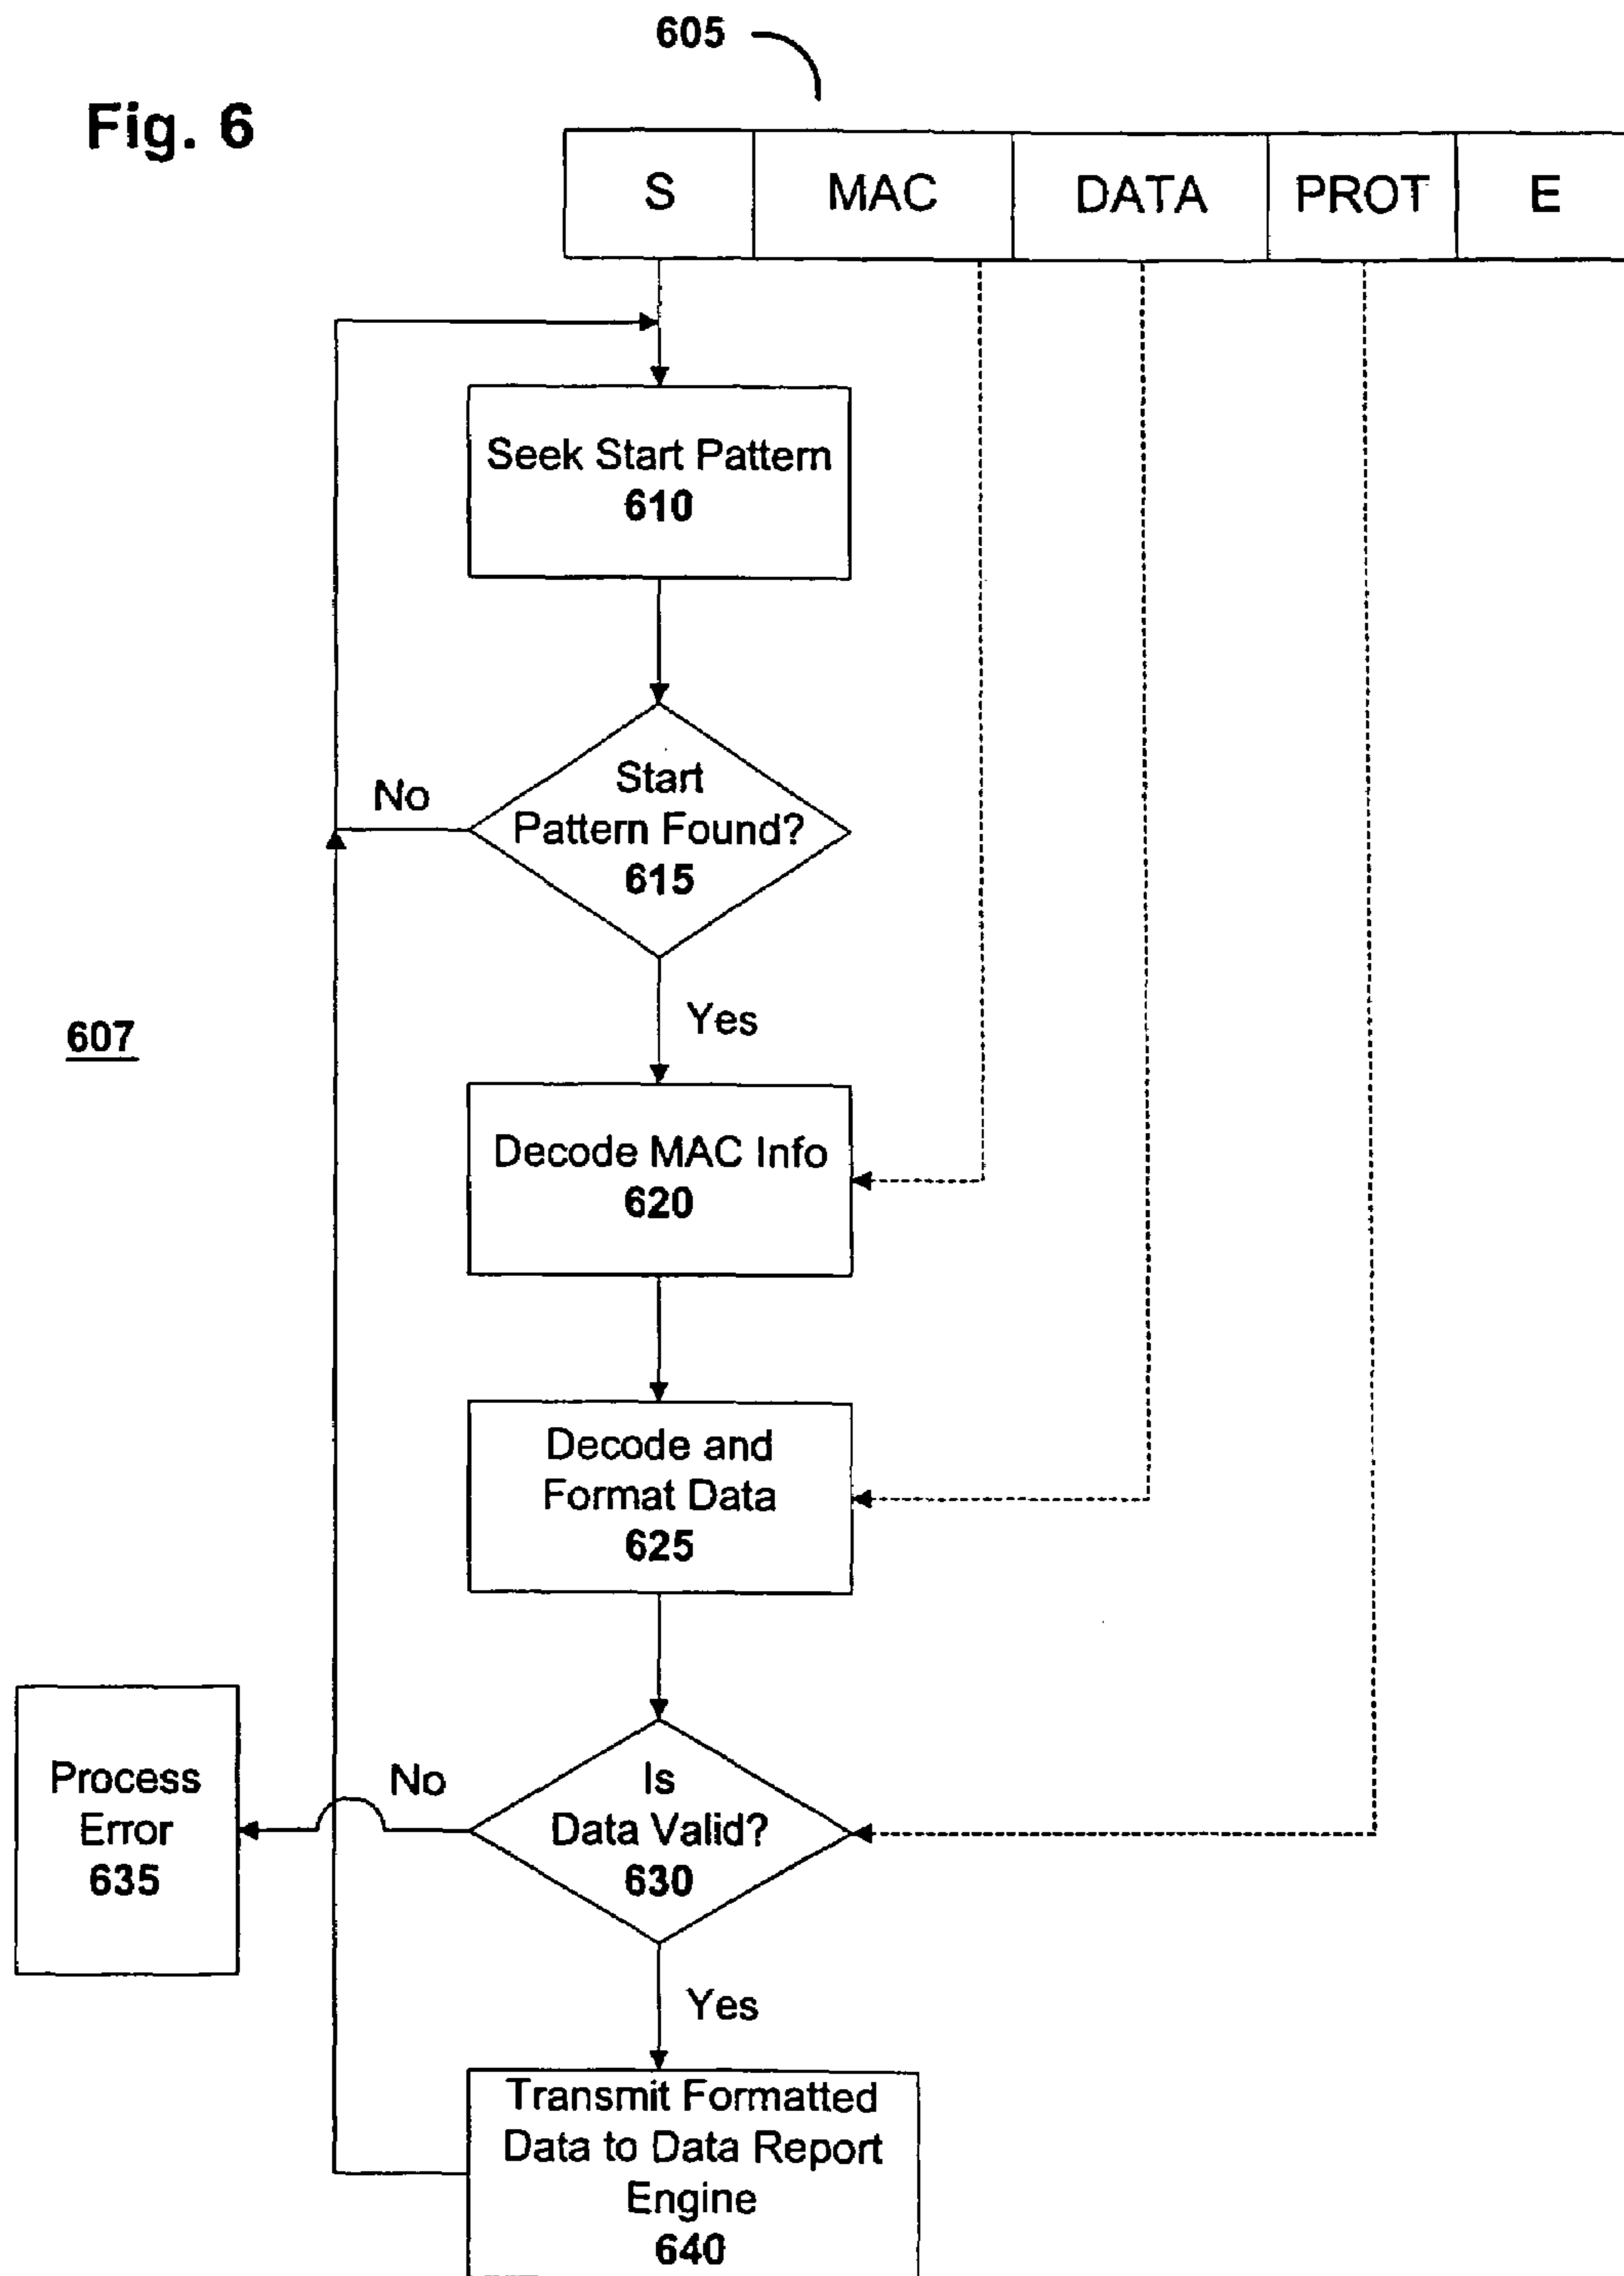 605
Fig. 6
S MAC DATA PROT E
Seek Start Pattern
610
No
Start
Pattern Found?
615
Yes
607
Decode MAC Info
620
Decode and
Format Data
625
Process
Error
635
No
Is
Data Valid?
630
Yes
Transmit Formatted
Data to Data Report
Engine
640